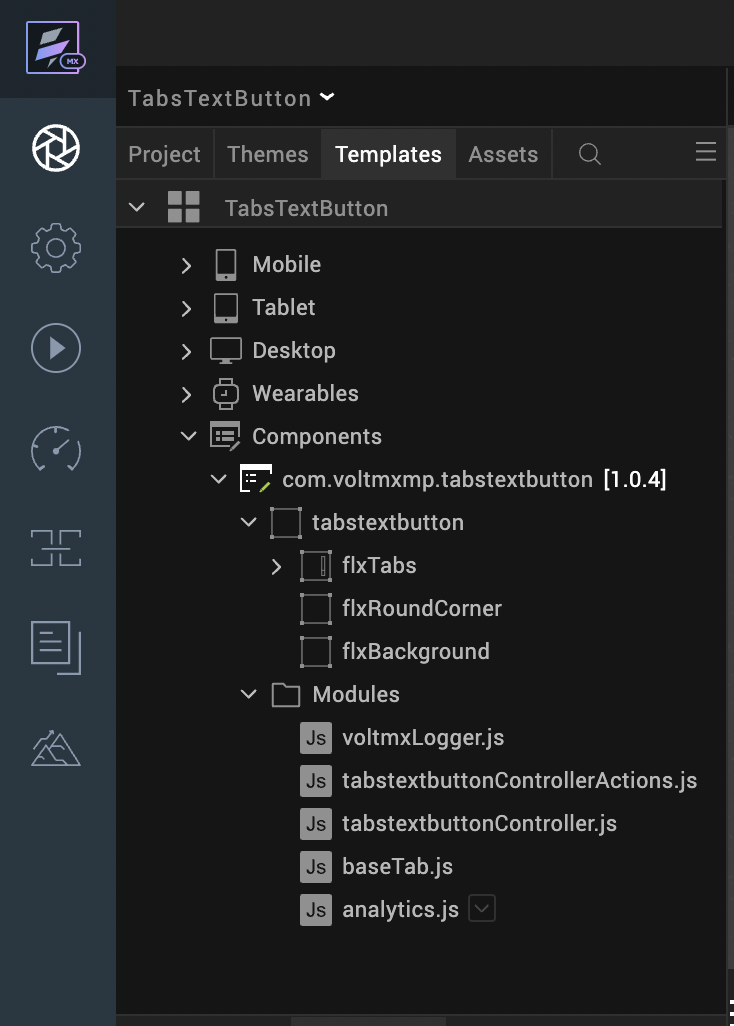 MX
TabsTextButton
Project Themes Templates Assets
TabsTextButton
Mobile
Tablet
Desktop
Wearables
Components
com.voltmxmp.tabstextbutton [1.0.4]
tabstextbutton
flxTabs
flxRoundCorner
flxBackground
Modules
Js voltmxLogger.js
Js tabstextbuttonControllerActions.js
Js tabstextbuttonController.js
Js baseTab.js
Js analytics.js